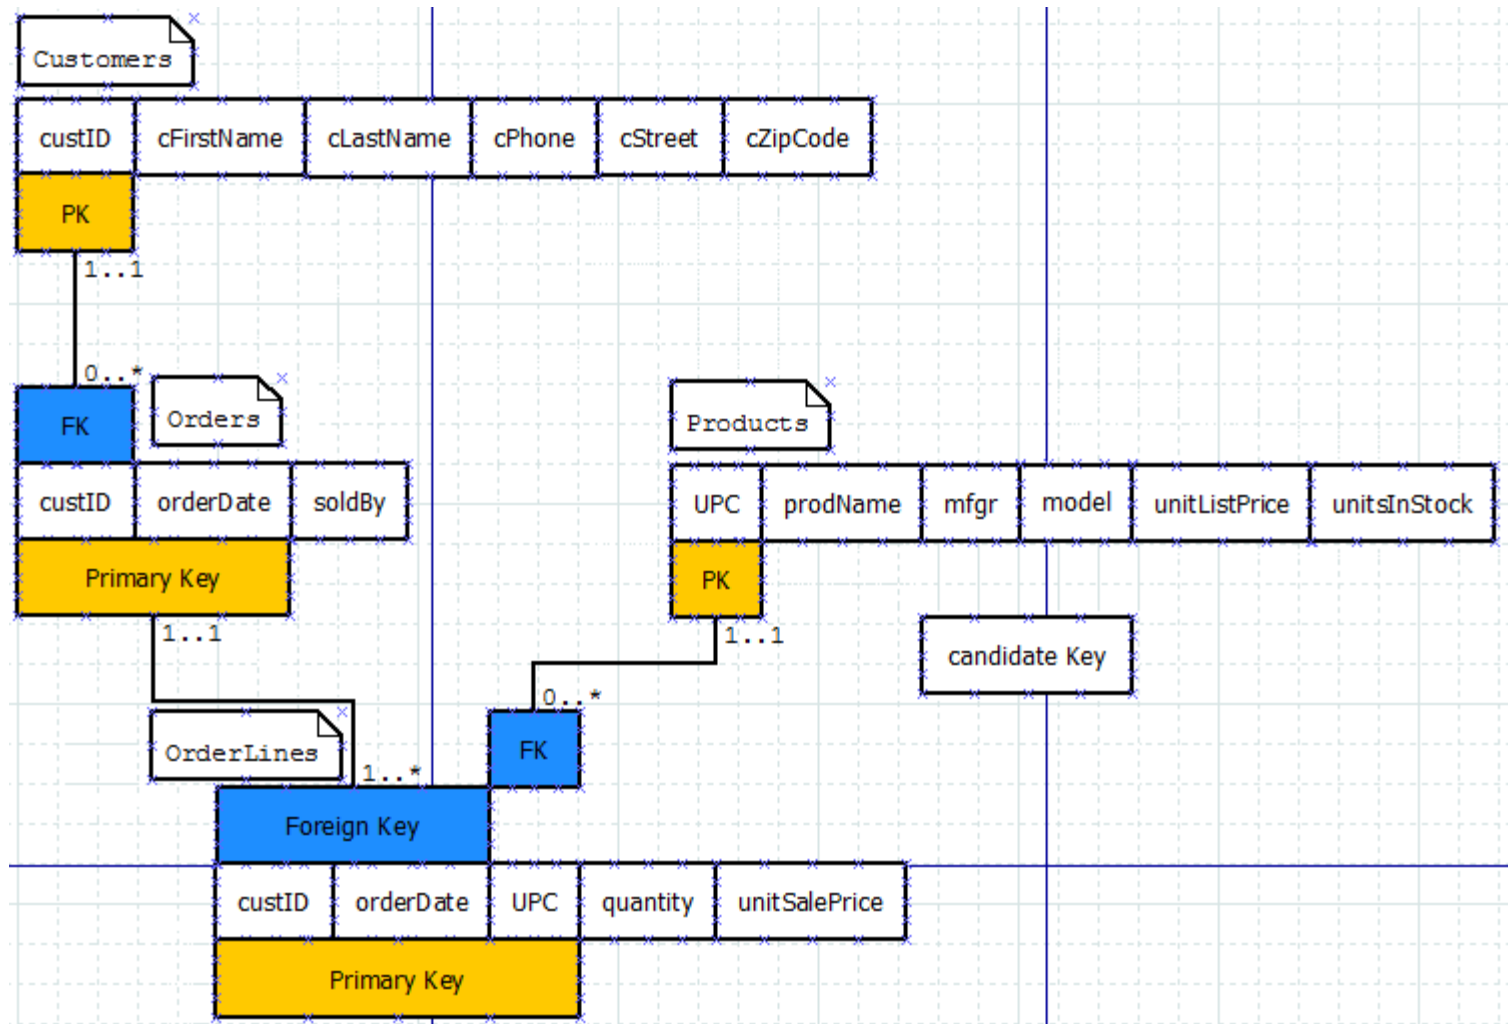 Customers
custID cFirstName cLastName cPhone cStreet cZipCode
PK
1..1
0..*
FK
Orders
custID orderDate soldBy
Primary Key
1..1
Products
UPC prodName mfgr model unitListPrice unitsInStock
PK
1..1
candidate Key
0..*
FK
OrderLines
1..*
Foreign Key
custID orderDate UPC quantity unitSalePrice
Primary Key